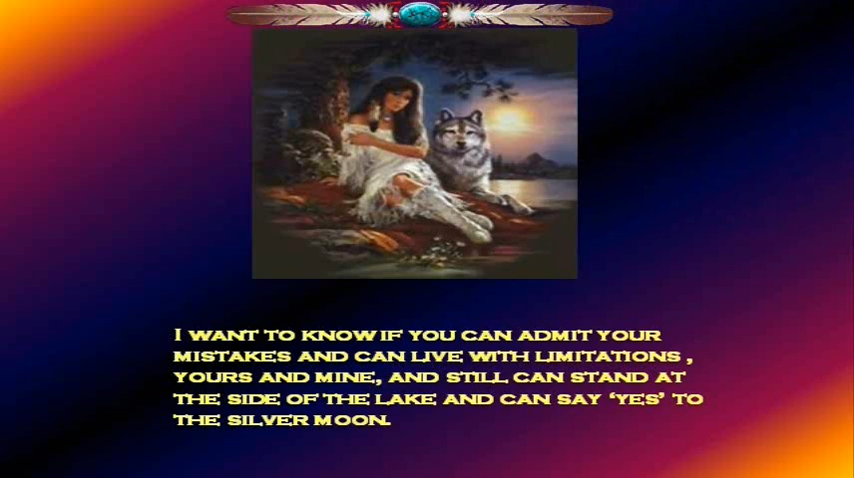 I WANT TO KNOW IF YOU CAN ADMIT YOUR
MISTAKES AND CAN LIVE WITH LIMITATIONS ,
YOURS AND MINE, AND STILL CAN STAND AT
THE SIDE OF THE LAKE AND CAN SAY ‘YES’ TO
THE SILVER MOON.